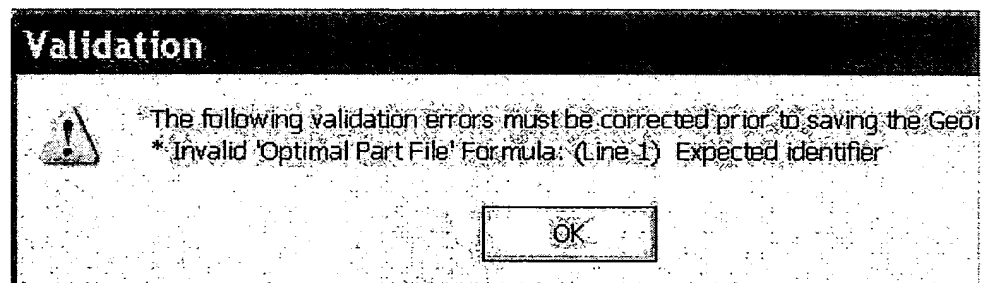 Validation
The following validation errors must be corrected prior to saving the
* Invalid 'Optimal Part File' Formula: (Line 1) Expected identifier
OK